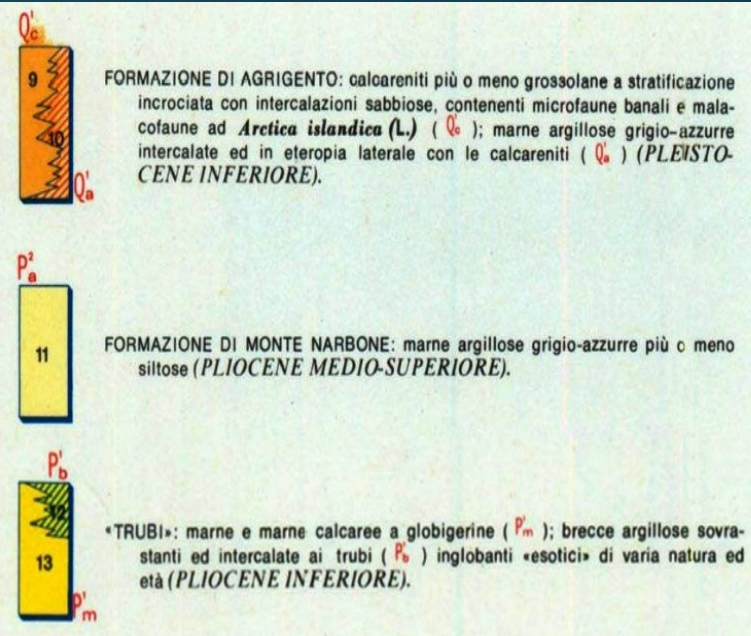 Q'c
9
10
Q'a
FORMAZIONE DI AGRIGENTO: calcareniti più o meno grossolane a stratificazione
incrociata con intercalazioni sabbiose, contenenti microfaune banali e mala-
cofaune ad Arctica islandica (L.) ( Q'c ); marne argillose grigio-azzurre
intercalate ed in eteropia laterale con le calcareniti ( Q'a ) (PLEISTO-
CENE INFERIORE).
P²a
11
FORMAZIONE DI MONTE NARBONE: marne argillose grigio-azzurre più o meno
siltose (PLIOCENE MEDIO-SUPERIORE).
P'b
12
13
P'm
«TRUBI»: marne e marne calcaree a globigerine ( P'm ); brecce argillose sovra-
stanti ed intercalate ai trubi ( P'b ) inglobanti «esotici» di varia natura ed
età (PLIOCENE INFERIORE).